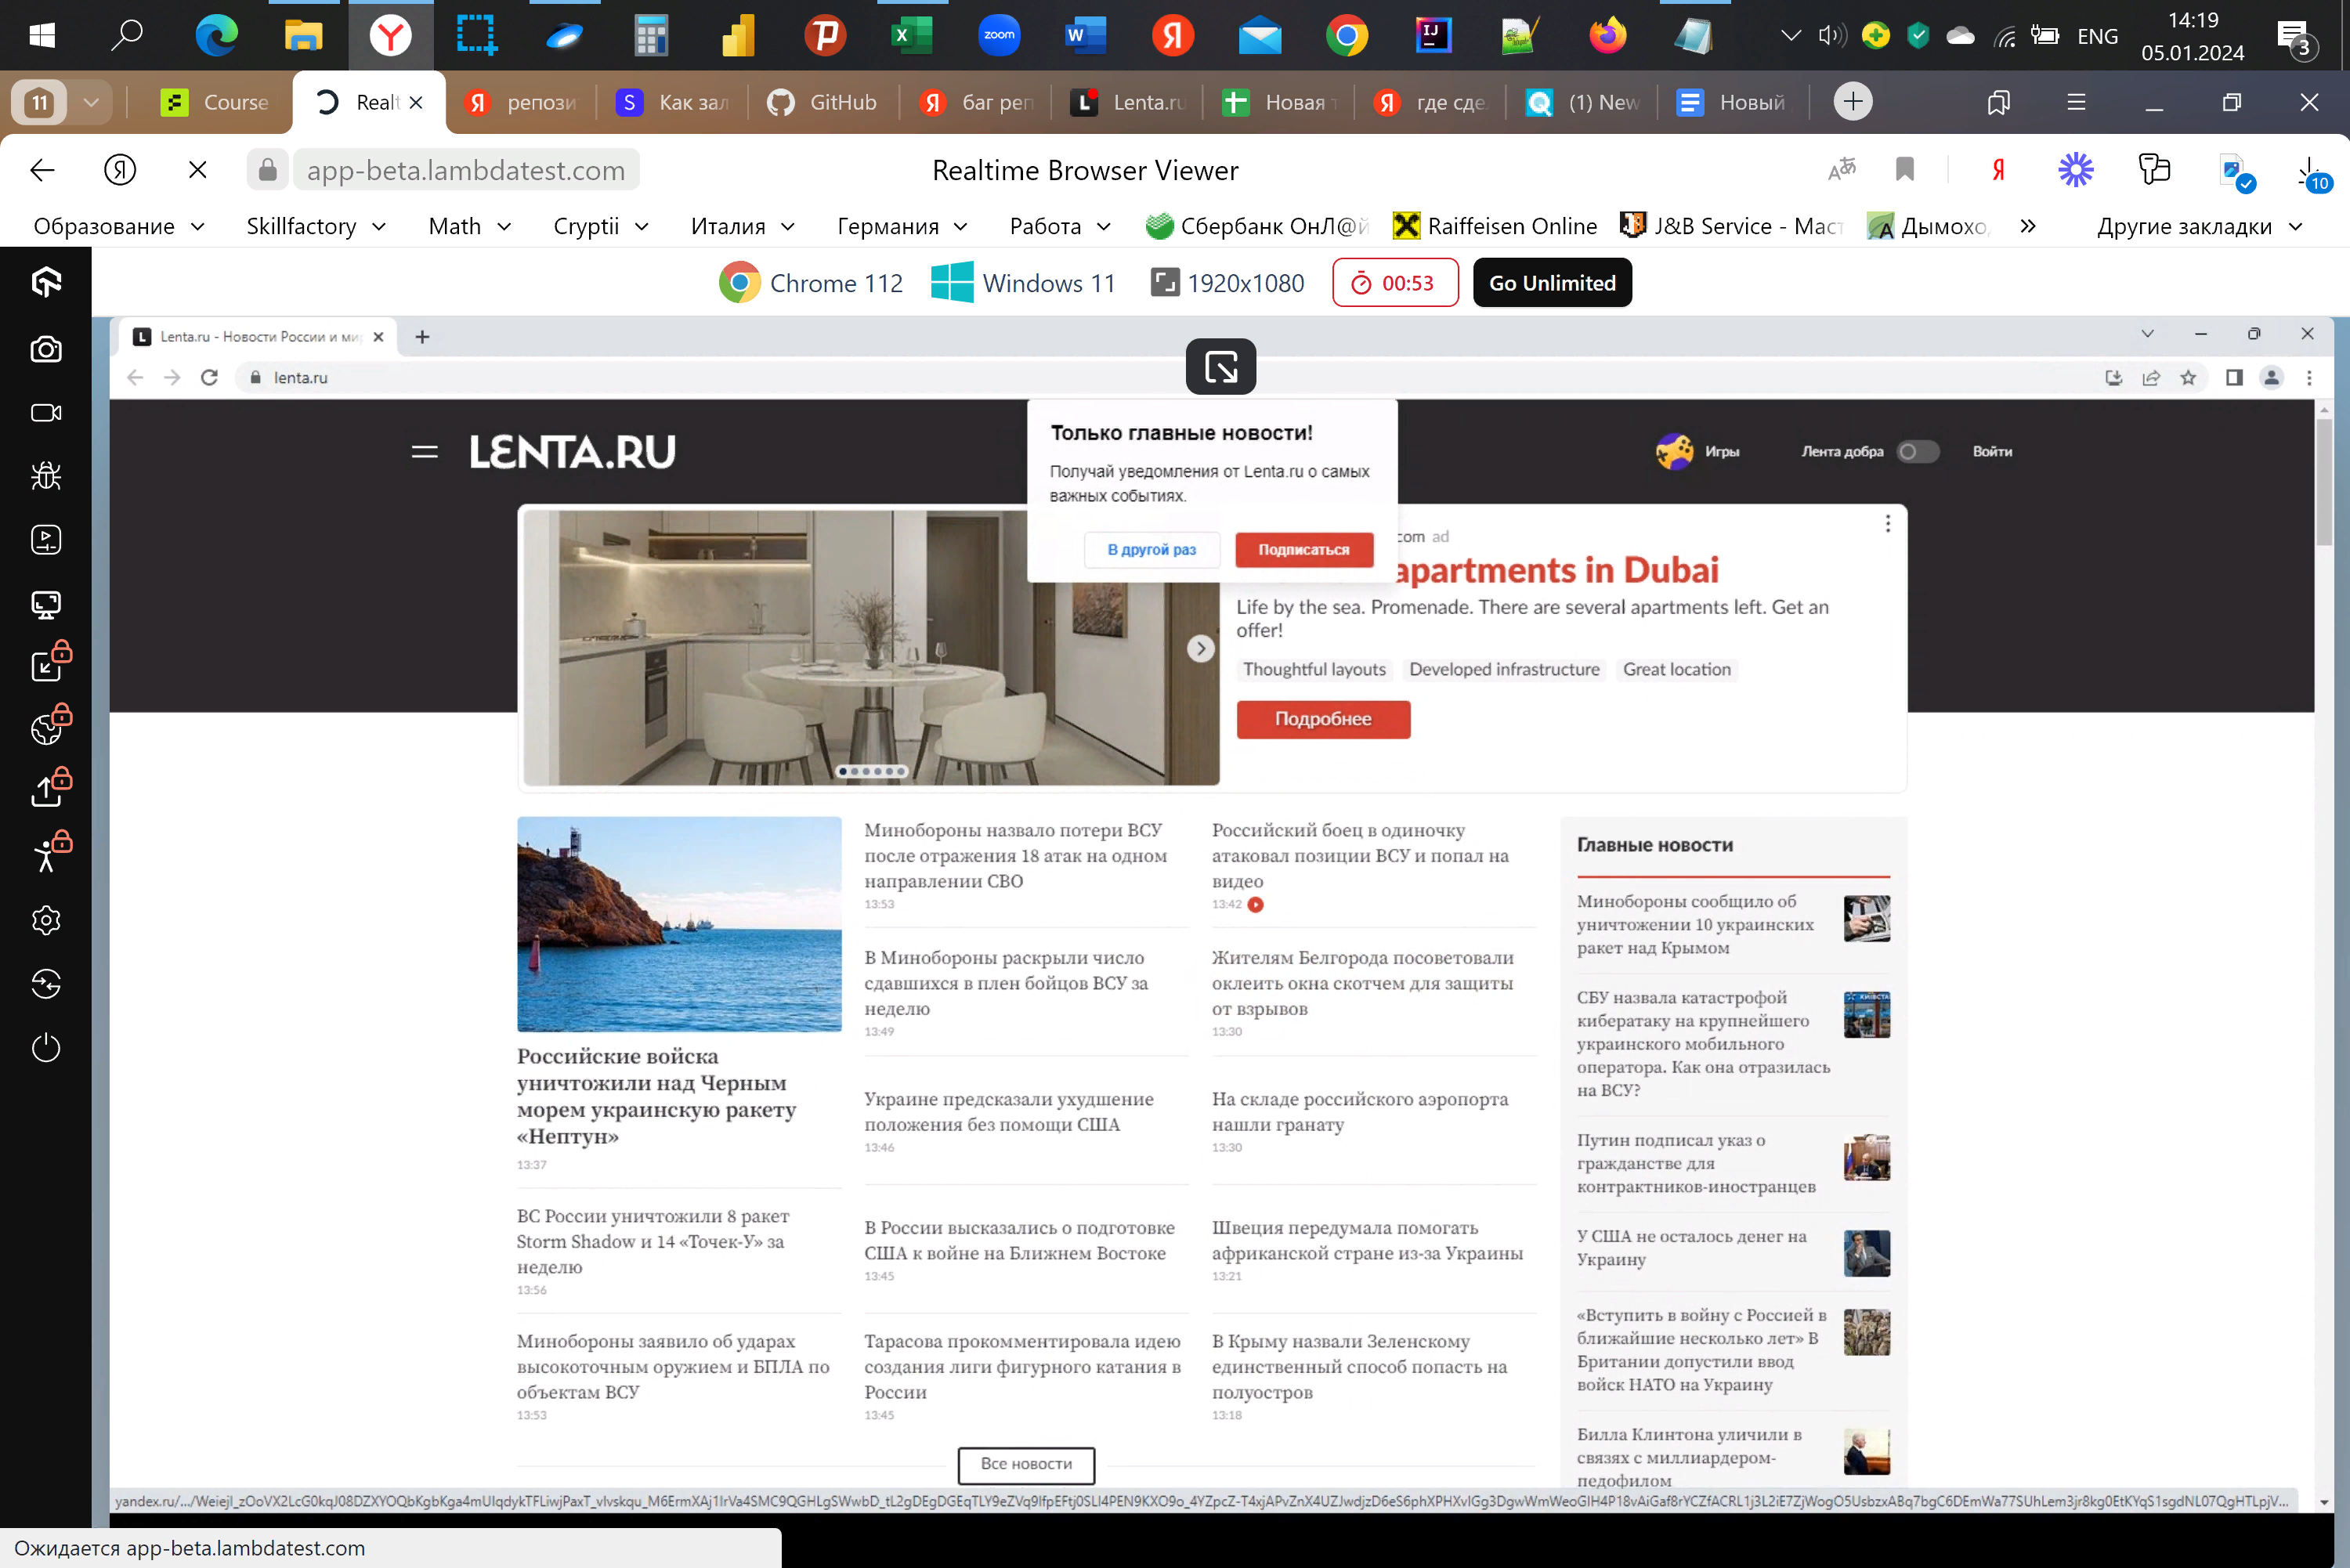 zoom
ENG
14:19
05.01.2024
3
11
Course
Realt
репози
Как зал
GitHub
баг реп
Lenta.ru
Новая т
где сде
(1) New
Новый
app-beta.lambdatest.com
Realtime Browser Viewer
10
Образование
Skillfactory
Math
Cryptii
Италия
Германия
Работа
Сбербанк ОнЛ@й
Raiffeisen Online
J&B Service - Маст
Дымохо
Другие закладки
Chrome 112
Windows 11
1920x1080
00:53
Go Unlimited
Lenta.ru - Новости России и ми
lenta.ru
LENTA.RU
Только главные новости!
Получай уведомления от Lenta.ru о самых
важных событиях.
В другой раз
Подписаться
Игры
Лента добра
Войти
com ad
apartments in Dubai
Life by the sea. Promenade. There are several apartments left. Get an
offer!
Thoughtful layouts
Developed infrastructure
Great location
Подробнее
Российские войска
уничтожили над Черным
морем украинскую ракету
«Нептун»
13:37
ВС России уничтожили 8 ракет
Storm Shadow и 14 «Точек-У» за
неделю
13:56
Минобороны заявило об ударах
высокоточным оружием и БПЛА по
объектам ВСУ
13:53
Минобороны назвало потери ВСУ
после отражения 18 атак на одном
направлении СВО
13:53
В Минобороны раскрыли число
сдавшихся в плен бойцов ВСУ за
неделю
13:49
Украине предсказали ухудшение
положения без помощи США
13:46
В России высказались о подготовке
США к войне на Ближнем Востоке
13:45
Тарасова прокомментировала идею
создания лиги фигурного катания в
России
13:45
Российский боец в одиночку
атаковал позиции ВСУ и попал на
видео
13:42
Жителям Белгорода посоветовали
оклеить окна скотчем для защиты
от взрывов
13:30
На складе российского аэропорта
нашли гранату
13:30
Швеция передумала помогать
африканской стране из-за Украины
13:21
В Крыму назвали Зеленскому
единственный способ попасть на
полуостров
13:18
Все новости
Главные новости
Минобороны сообщило об
уничтожении 10 украинских
ракет над Крымом
СБУ назвала катастрофой
кибератаку на крупнейшего
украинского мобильного
оператора. Как она отразилась
на ВСУ?
Путин подписал указ о
гражданстве для
контрактников-иностранцев
У США не осталось денег на
Украину
«Вступить в войну с Россией в
ближайшие несколько лет» В
Британии допустили ввод
войск НАТО на Украину
Билла Клинтона уличили в
связях с миллиардером-
педофилом
Ожидается app-beta.lambdatest.com